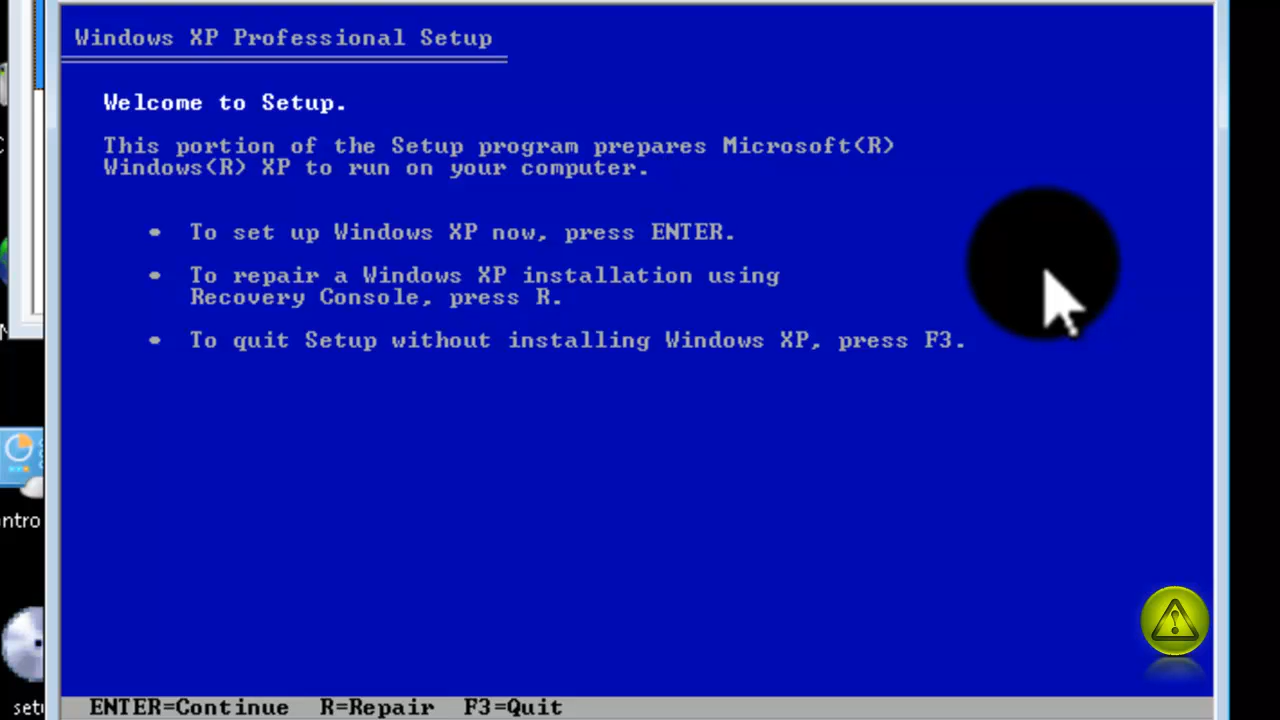 Windows XP Professional Setup
Welcome to Setup.
This portion of the Setup program prepares Microsoft(R)
Windows(R) XP to run on your computer.
• To set up Windows XP now, press ENTER.
• To repair a Windows XP installation using
Recovery Console, press R.
• To quit Setup without installing Windows XP, press F3.
ntro
setu
ENTER=Continue R=Repair F3=Quit